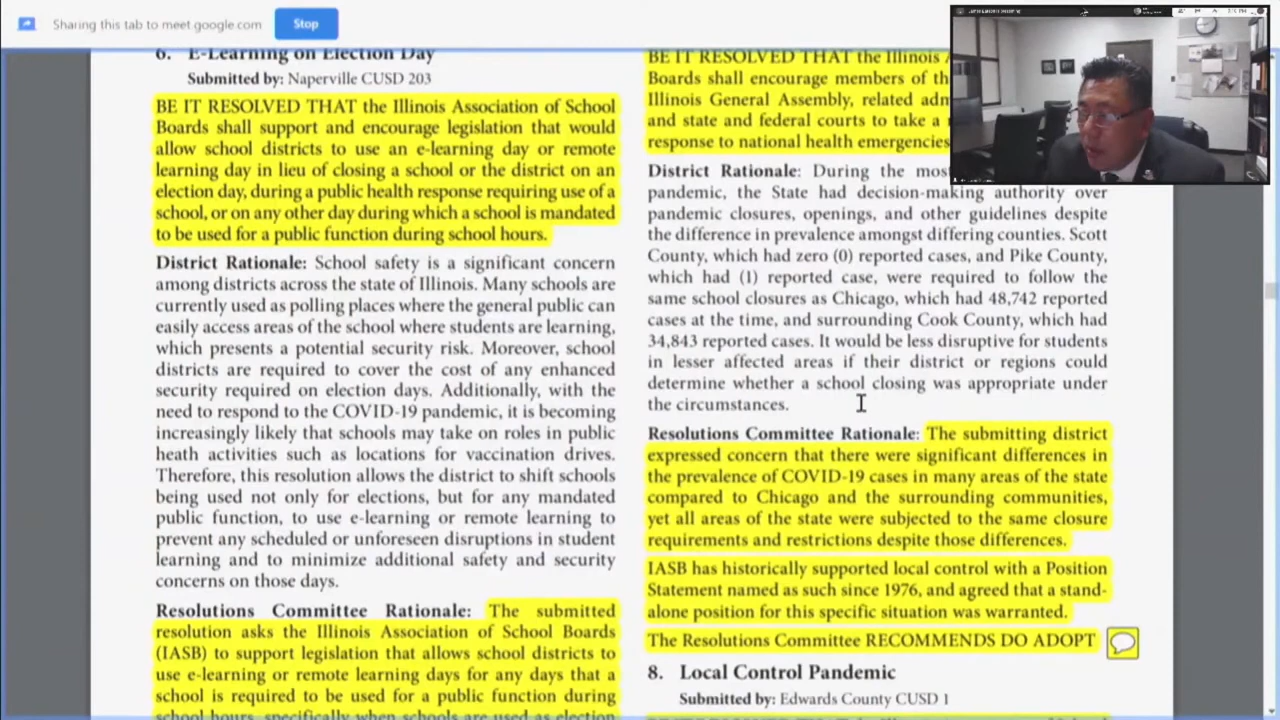 Sharing this tab to meet.google.com
Stop
6. E-Learning on Election Day
Submitted by: Naperville CUSD 203
BE IT RESOLVED THAT the Illinois Association of School
Boards shall support and encourage legislation that would
allow school districts to use an e-learning day or remote
learning day in lieu of closing a school or the district on an
election day, during a public health response requiring use of a
school, or on any other day during which a school is mandated
to be used for a public function during school hours.
District Rationale: School safety is a significant concern
among districts across the state of Illinois. Many schools are
currently used as polling places where the general public can
easily access areas of the school where students are learning,
which presents a potential security risk. Moreover, school
districts are required to cover the cost of any enhanced
security required on election days. Additionally, with the
need to respond to the COVID-19 pandemic, it is becoming
increasingly likely that schools may take on roles in public
heath activities such as locations for vaccination drives.
Therefore, this resolution allows the district to shift schools
being used not only for elections, but for any mandated
public function, to use e-learning or remote learning to
prevent any scheduled or unforeseen disruptions in student
learning and to minimize additional safety and security
concerns on those days.
Resolutions Committee Rationale: The submitted
resolution asks the Illinois Association of School Boards
(IASB) to support legislation that allows school districts to
use e-learning or remote learning days for any days that a
school is required to be used for a public function during
school hours, specifically when schools are used as election
BE IT RESOLVED THAT the Illinois
Boards shall encourage members of th
Illinois General Assembly, related adm
and state and federal courts to take a
response to national health emergencies
District Rationale: During the most
pandemic, the State had decision-making authority over
pandemic closures, openings, and other guidelines despite
the difference in prevalence amongst differing counties. Scott
County, which had zero (0) reported cases, and Pike County,
which had (1) reported case, were required to follow the
same school closures as Chicago, which had 48,742 reported
cases at the time, and surrounding Cook County, which had
34,843 reported cases. It would be less disruptive for students
in lesser affected areas if their district or regions could
determine whether a school closing was appropriate under
the circumstances.
Resolutions Committee Rationale: The submitting district
expressed concern that there were significant differences in
the prevalence of COVID-19 cases in many areas of the state
compared to Chicago and the surrounding communities,
yet all areas of the state were subjected to the same closure
requirements and restrictions despite those differences.
IASB has historically supported local control with a Position
Statement named as such since 1976, and agreed that a stand-
alone position for this specific situation was warranted.
The Resolutions Committee RECOMMENDS DO ADOPT
8. Local Control Pandemic
Submitted by: Edwards County CUSD 1